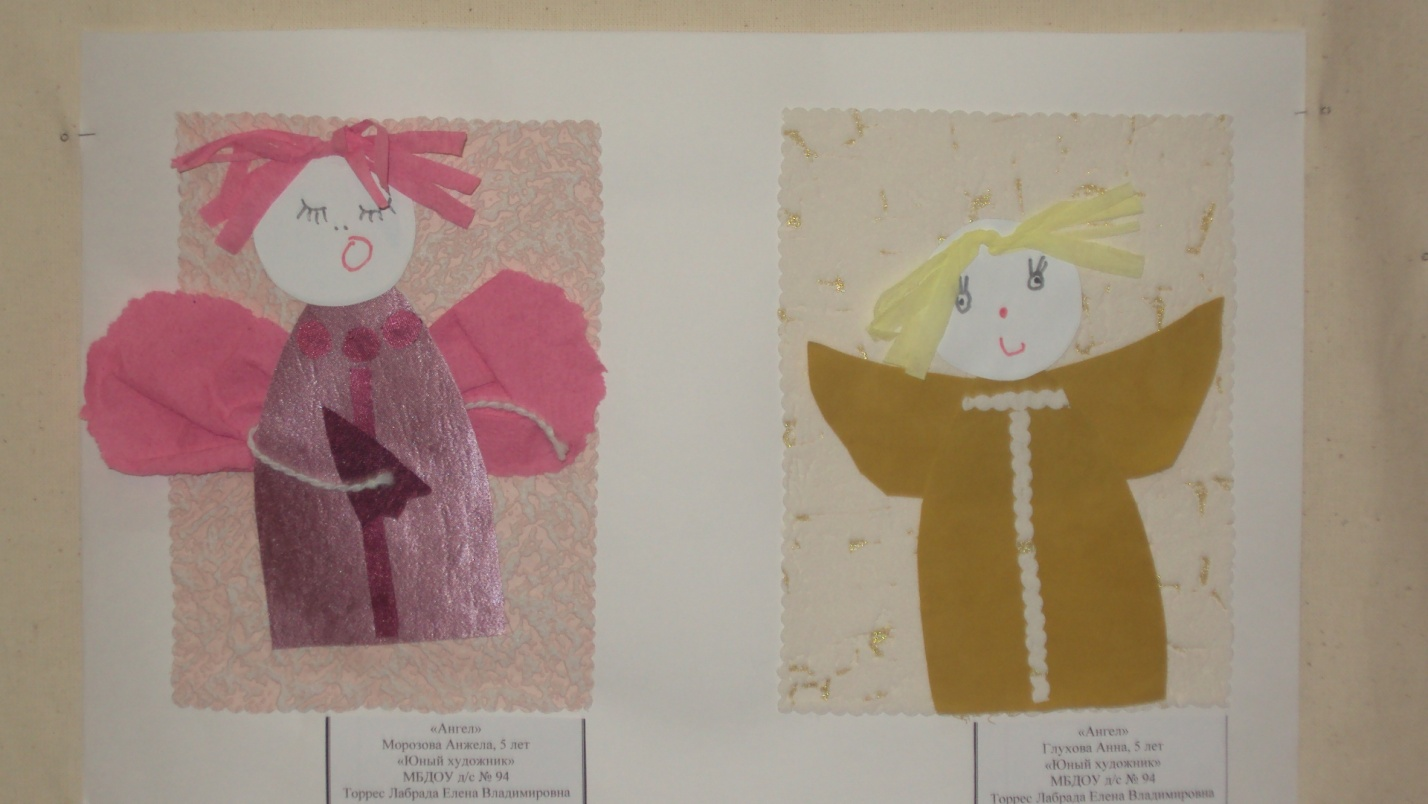 «Ангел»
Морозова Анжела, 5 лет
«Юный художник»
МБДОУ д/с № 94
Торрес Лабрада Елена Владимировна
«Ангел»
Глухова Анна, 5 лет
«Юный художник»
МБДОУ д/с № 94
Торрес Лабрада Елена Владимировна